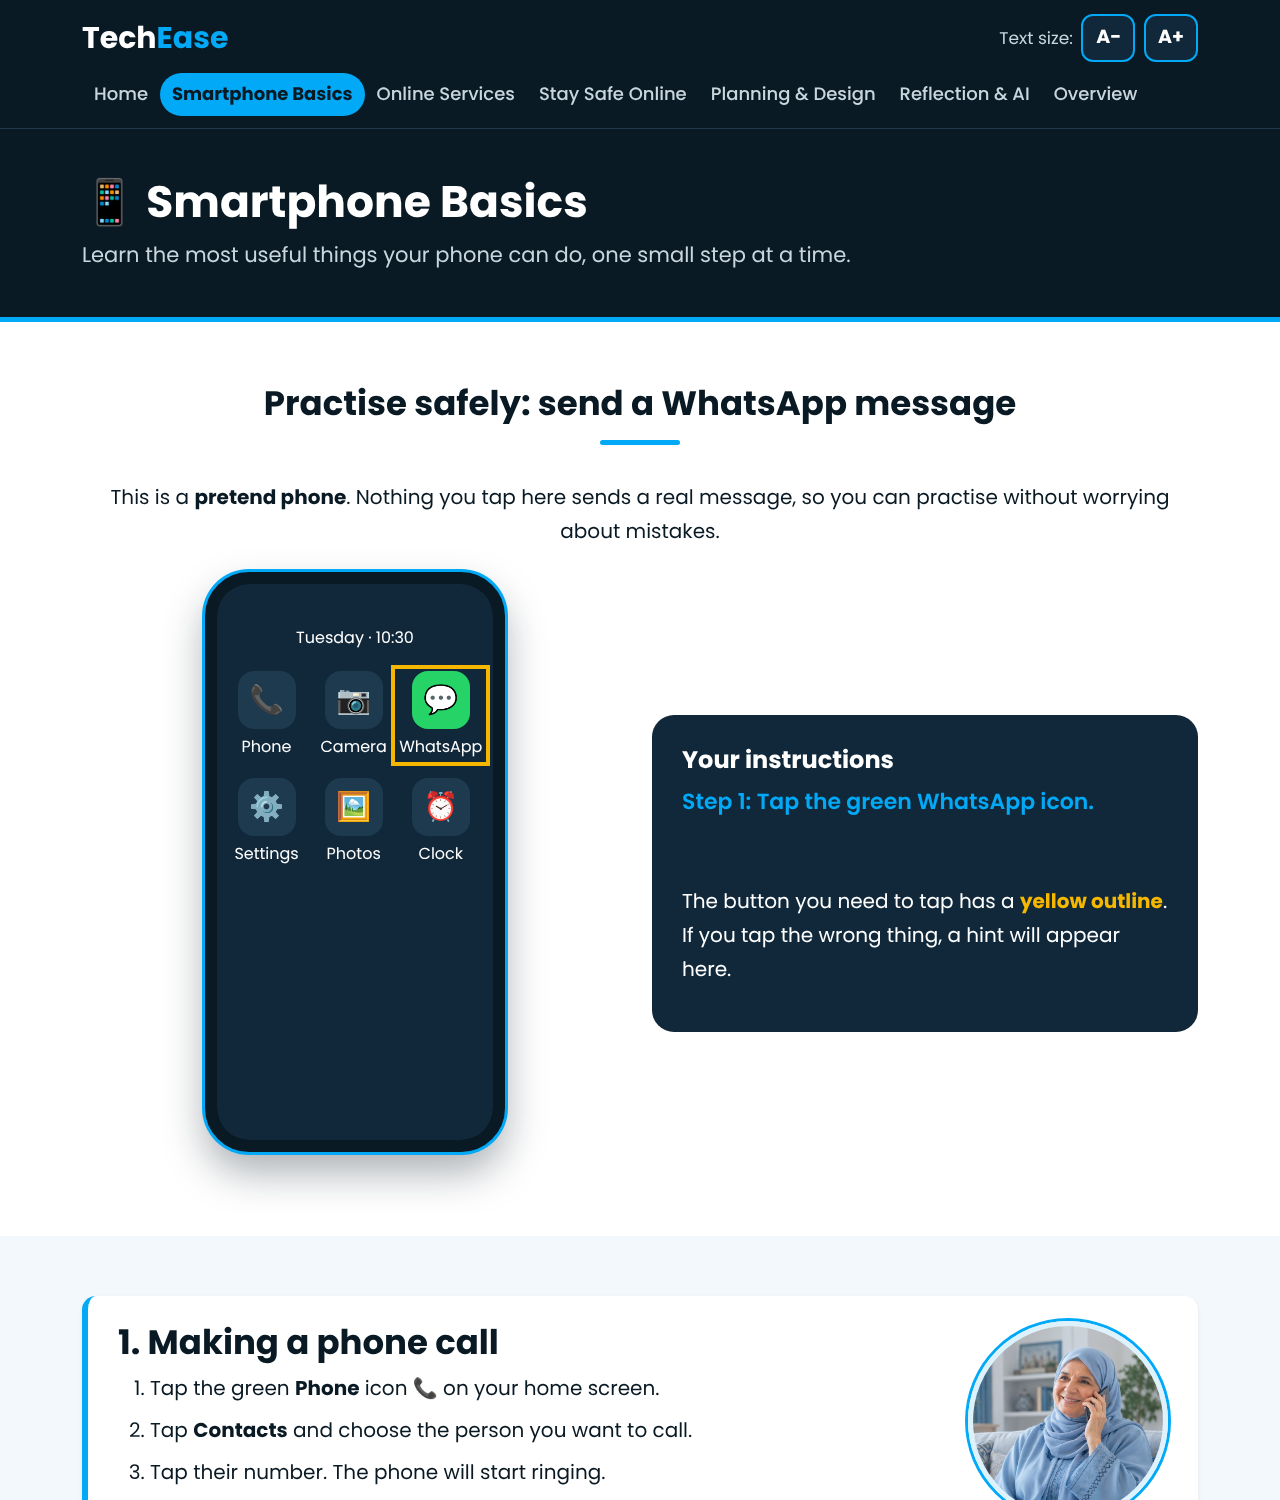 TechEase
Text size: A− A+
Home Smartphone Basics Online Services Stay Safe Online Planning & Design Reflection & AI Overview
📱 Smartphone Basics
Learn the most useful things your phone can do, one small step at a time.
Practise safely: send a WhatsApp message
This is a pretend phone. Nothing you tap here sends a real message, so you can practise without worrying
about mistakes.
Tuesday · 10:30
Phone Camera WhatsApp
Settings Photos Clock
Your instructions
Step 1: Tap the green WhatsApp icon.
The button you need to tap has a yellow outline.
If you tap the wrong thing, a hint will appear
here.
1. Making a phone call
1. Tap the green Phone icon 📞 on your home screen.
2. Tap Contacts and choose the person you want to call.
3. Tap their number. The phone will start ringing.